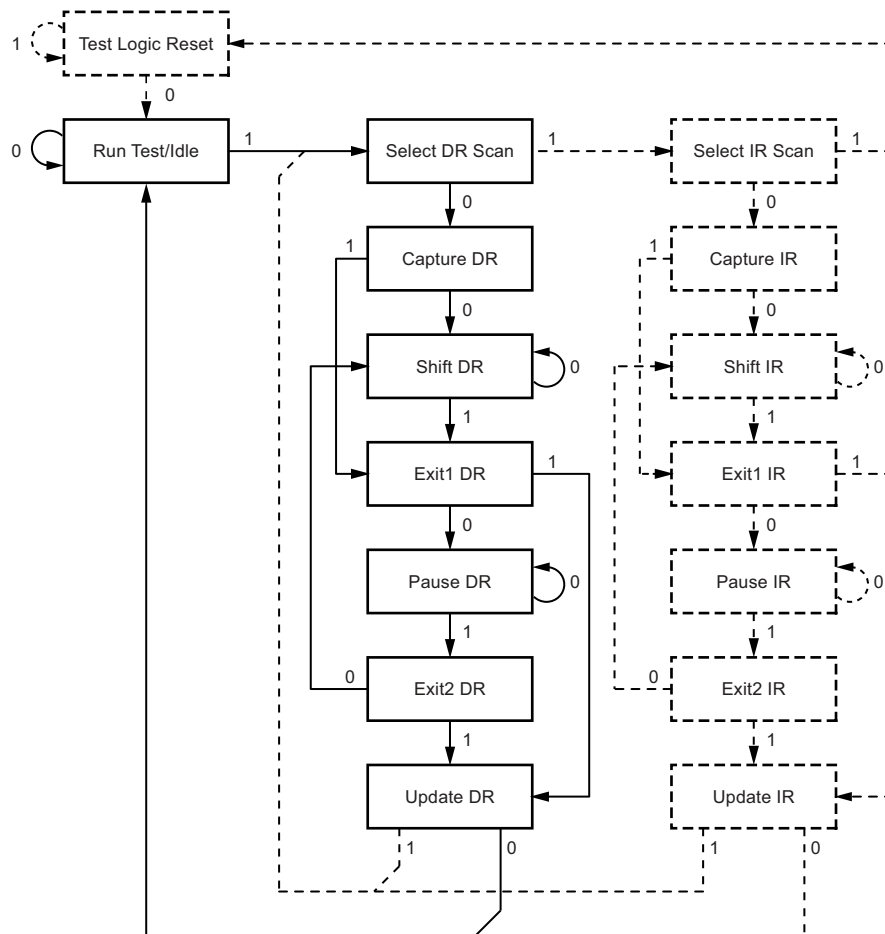 1
Test Logic Reset
0
0
Run Test/Idle
1
Select DR Scan
1
Select IR Scan
1
0
0
1
Capture DR
1
Capture IR
0
0
Shift DR
0
Shift IR
0
1
1
Exit1 DR
1
Exit1 IR
1
0
0
Pause DR
0
Pause IR
0
1
1
0
Exit2 DR
0
Exit2 IR
1
1
Update DR
Update IR
1
0
1
0